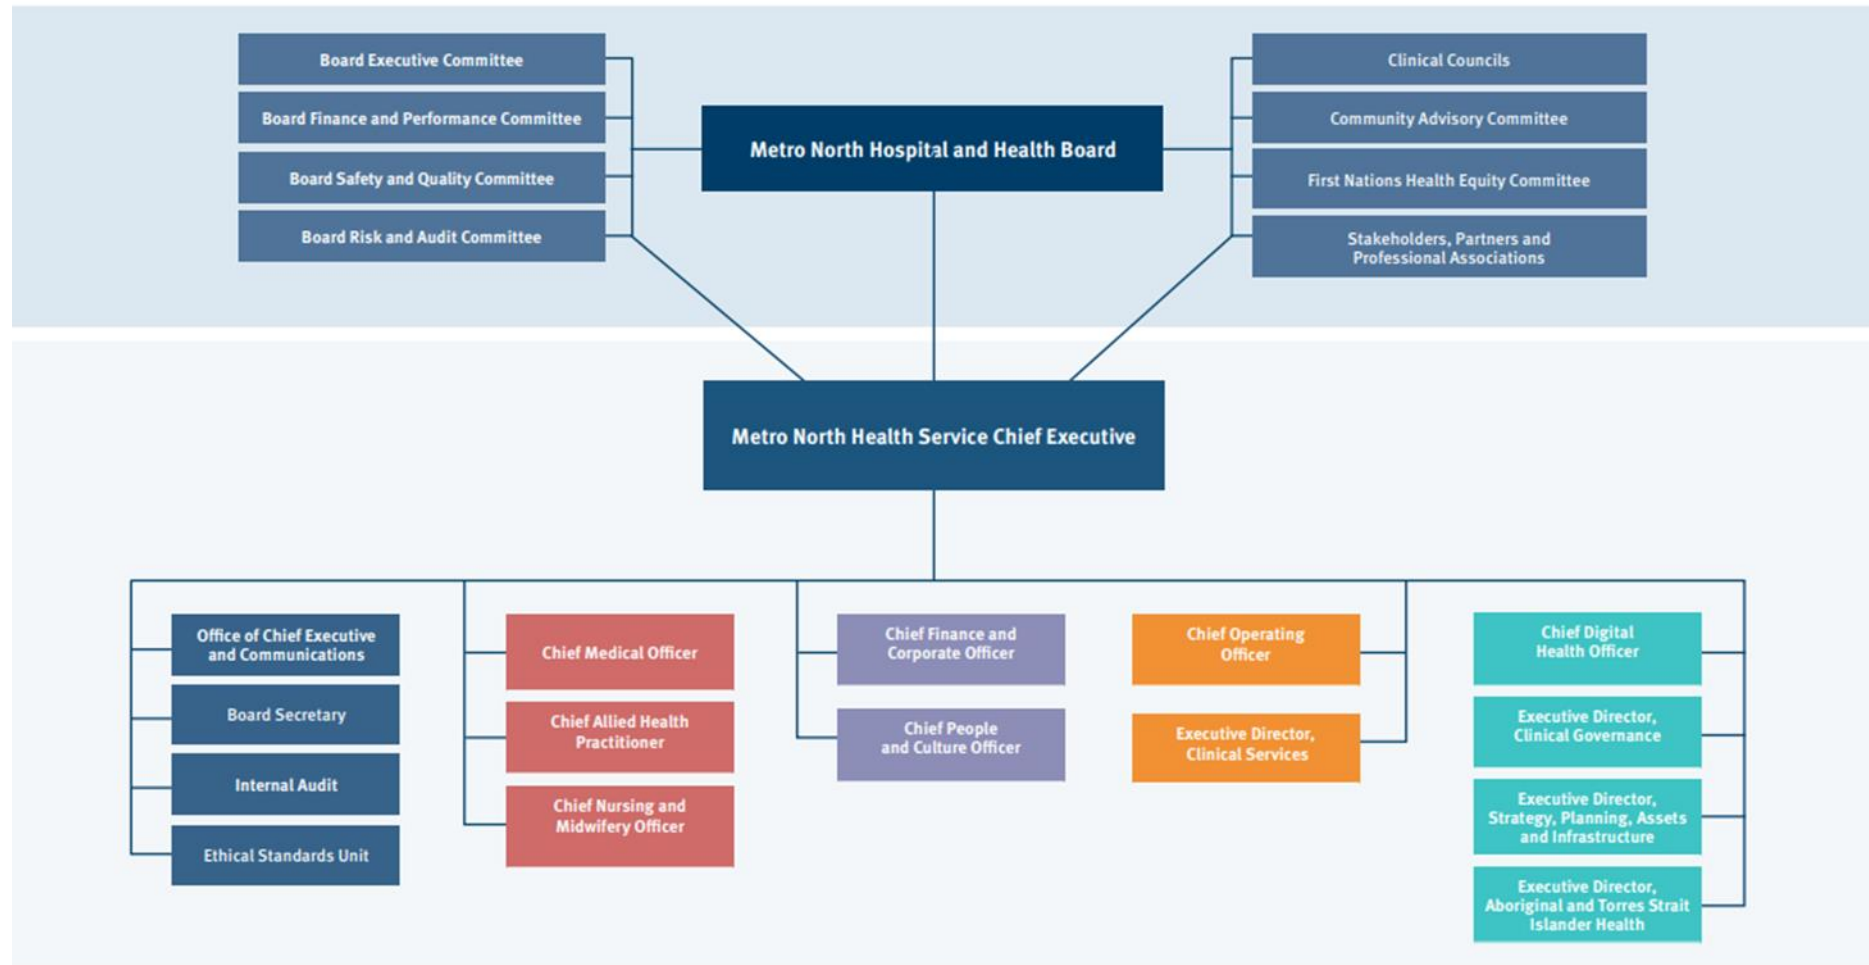 Board Executive Committee
Board Finance and Performance Committee
Board Safety and Quality Committee
Board Risk and Audit Committee
Metro North Hospital and Health Board
Clinical Councils
Community Advisory Committee
First Nations Health Equity Committee
Stakeholders, Partners and
Professional Associations
Metro North Health Service Chief Executive
Office of Chief Executive
and Communications
Board Secretary
Internal Audit
Ethical Standards Unit
Chief Medical Officer
Chief Allied Health
Practitioner
Chief Nursing and
Midwifery Officer
Chief Finance and
Corporate Officer
Chief People
and Culture Officer
Chief Operating
Officer
Executive Director,
Clinical Services
Chief Digital
Health Officer
Executive Director,
Clinical Governance
Executive Director,
Strategy, Planning, Assets
and Infrastructure
Executive Director,
Aboriginal and Torres Strait
Islander Health